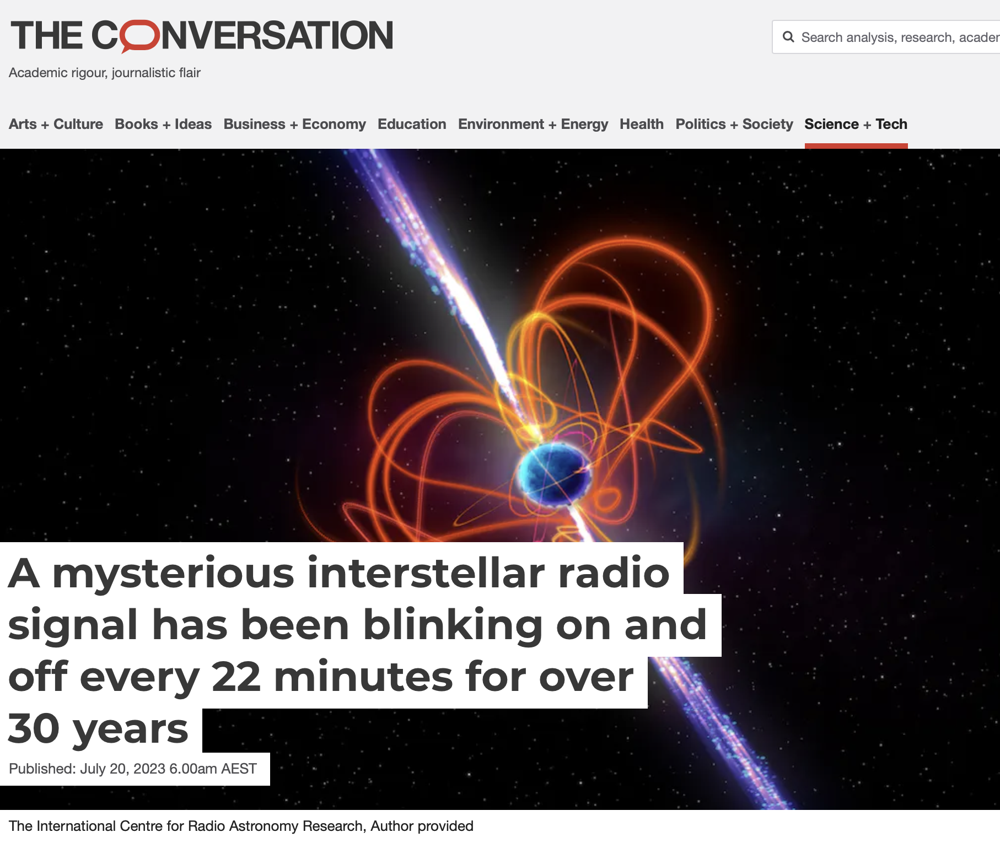 THE CONVERSATION
Search analysis, research, academ
Academic rigour, journalistic flair
Arts + Culture Books + Ideas Business + Economy Education Environment + Energy Health Politics + Society Science + Tech
A mysterious interstellar radio
signal has been blinking on and
off every 22 minutes for over
30 years
Published: July 20, 2023 6.00am AEST
The International Centre for Radio Astronomy Research, Author provided